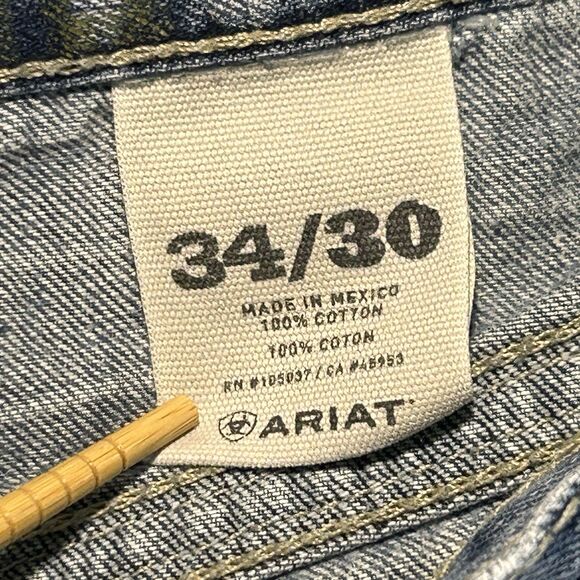 34/30
MADE IN MEXICO
100% COTTON
100% COTON
RN #105037 / CA #45953
ARIAT